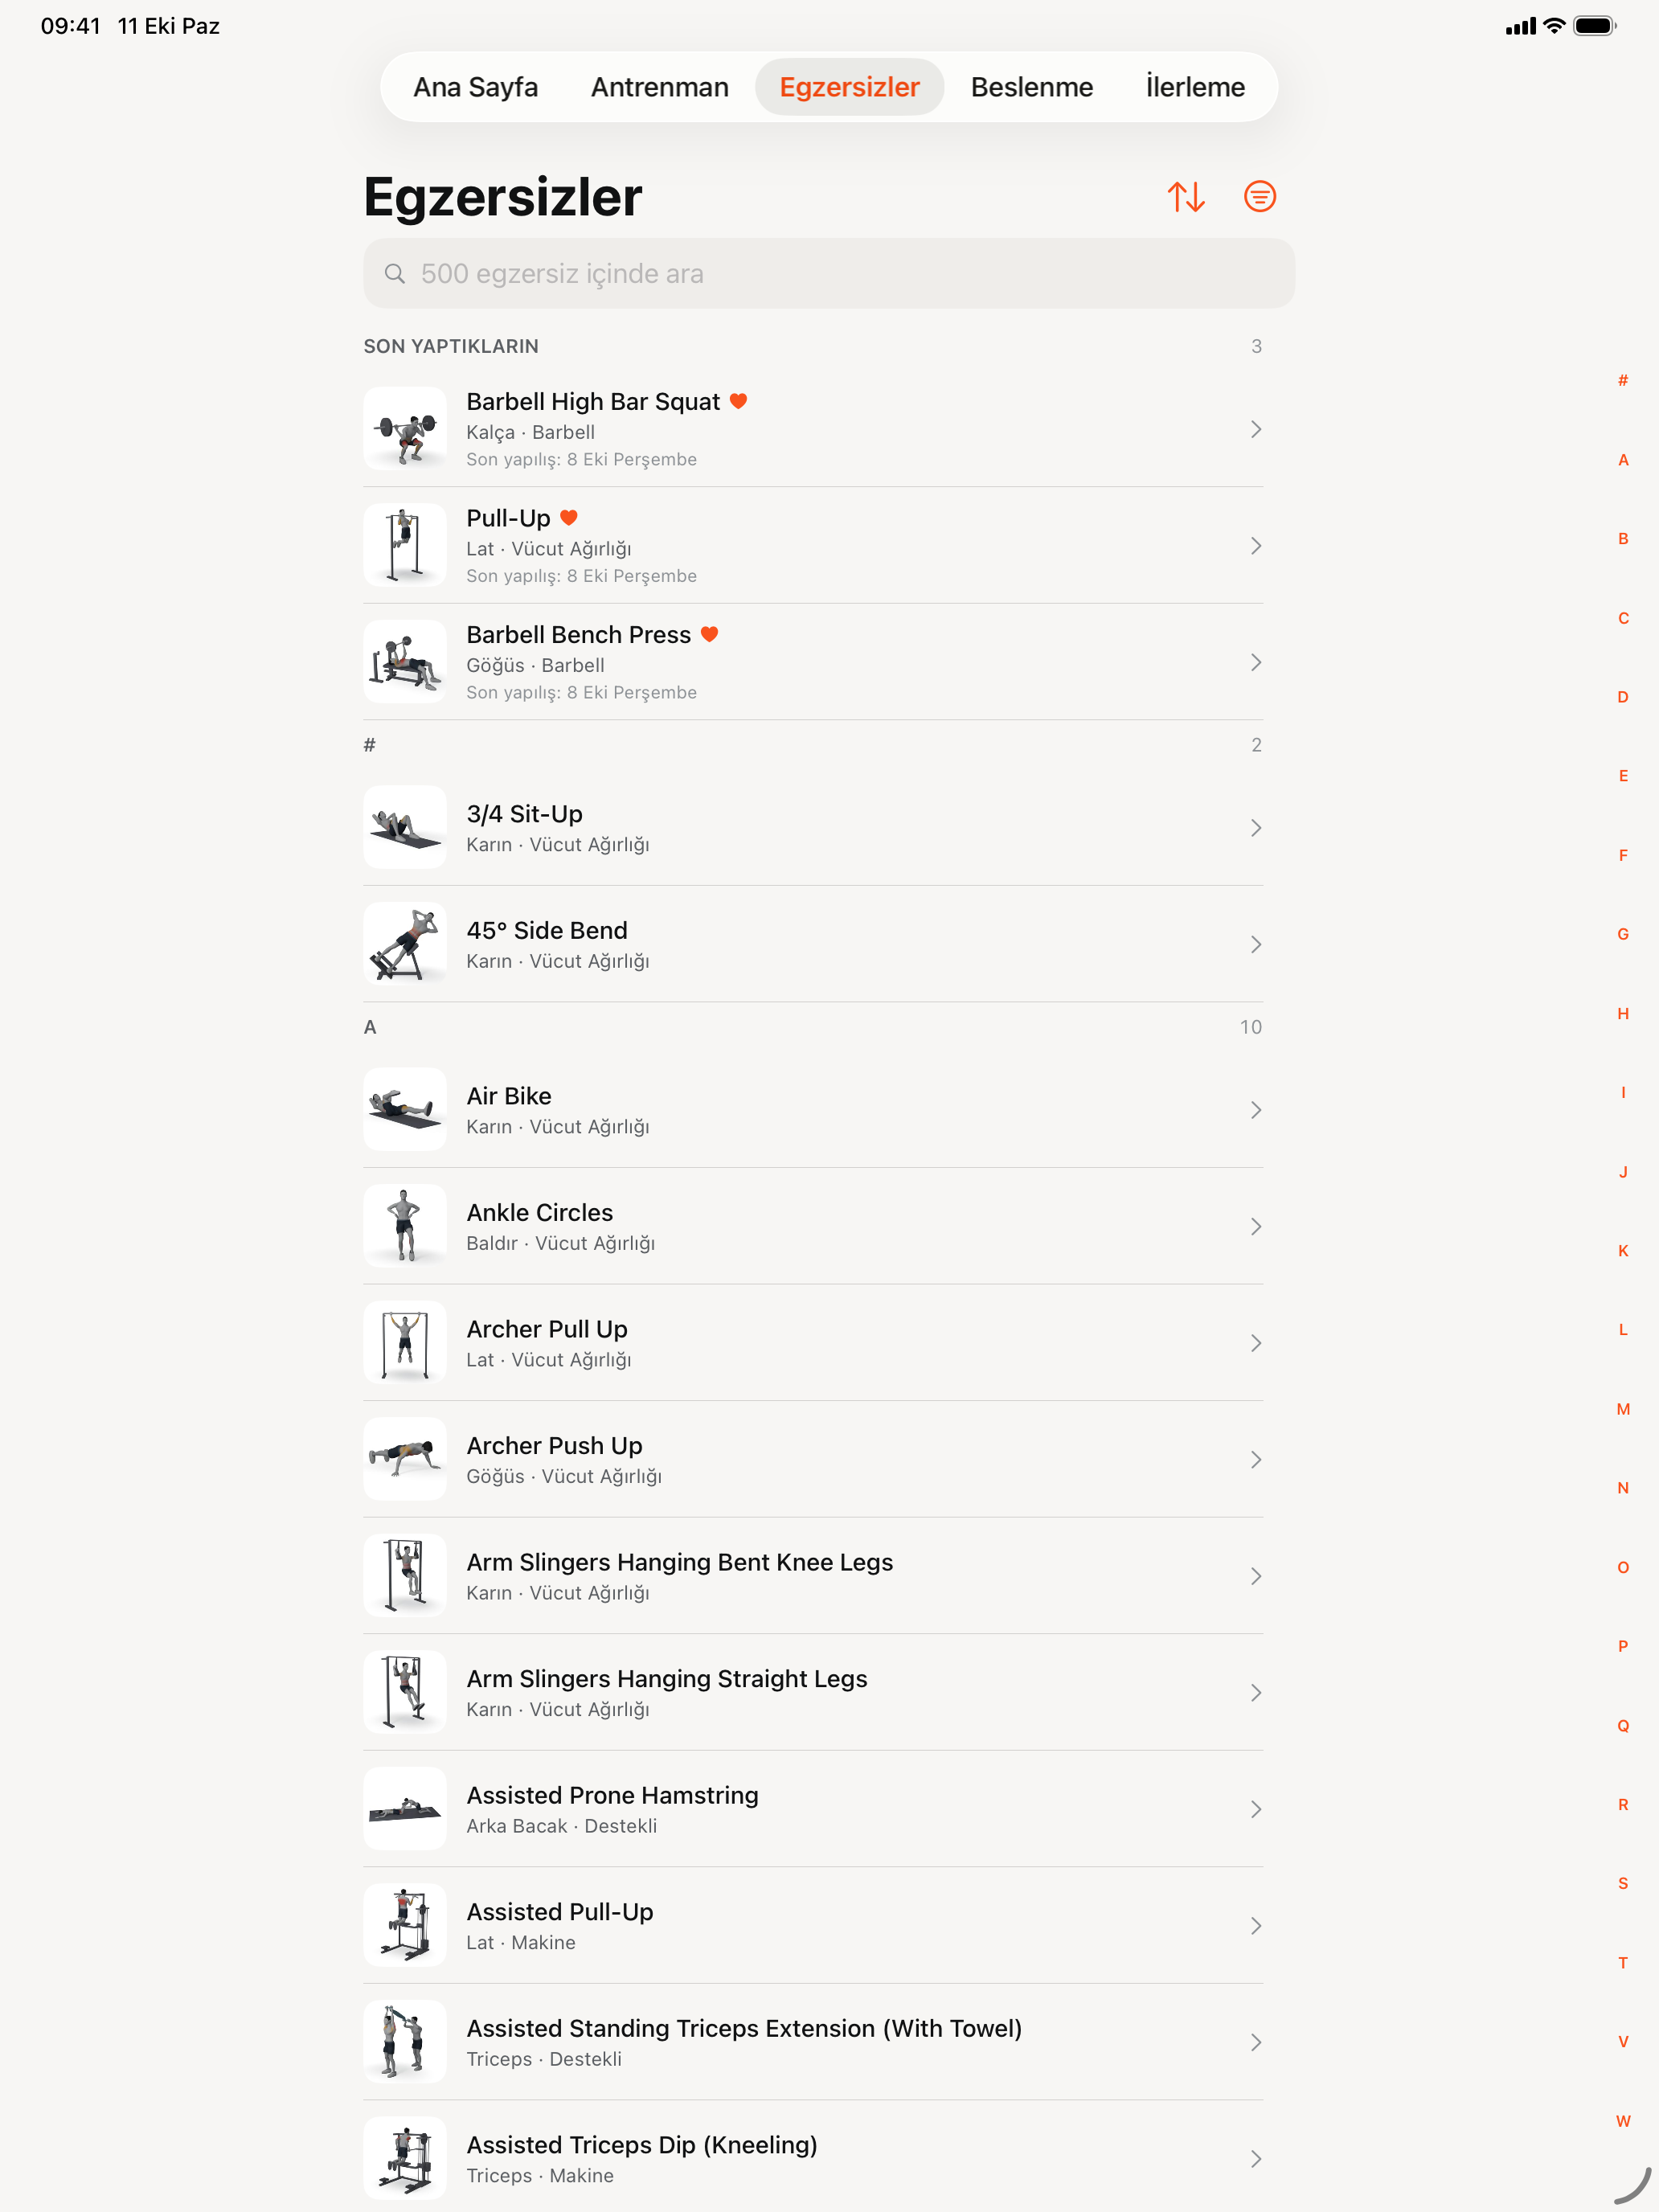 09:41 11 Eki Paz
Ana Sayfa Antrenman Egzersizler Beslenme İlerleme
Egzersizler
500 egzersiz içinde ara
SON YAPTIKLARIN 3
Barbell High Bar Squat
Kalça · Barbell
Son yapılış: 8 Eki Perşembe
Pull-Up
Lat · Vücut Ağırlığı
Son yapılış: 8 Eki Perşembe
Barbell Bench Press
Göğüs · Barbell
Son yapılış: 8 Eki Perşembe
# 2
3/4 Sit-Up
Karın · Vücut Ağırlığı
45° Side Bend
Karın · Vücut Ağırlığı
A 10
Air Bike
Karın · Vücut Ağırlığı
Ankle Circles
Baldır · Vücut Ağırlığı
Archer Pull Up
Lat · Vücut Ağırlığı
Archer Push Up
Göğüs · Vücut Ağırlığı
Arm Slingers Hanging Bent Knee Legs
Karın · Vücut Ağırlığı
Arm Slingers Hanging Straight Legs
Karın · Vücut Ağırlığı
Assisted Prone Hamstring
Arka Bacak · Destekli
Assisted Pull-Up
Lat · Makine
Assisted Standing Triceps Extension (With Towel)
Triceps · Destekli
Assisted Triceps Dip (Kneeling)
Triceps · Makine
#
A
B
C
D
E
F
G
H
I
J
K
L
M
N
O
P
Q
R
S
T
V
W